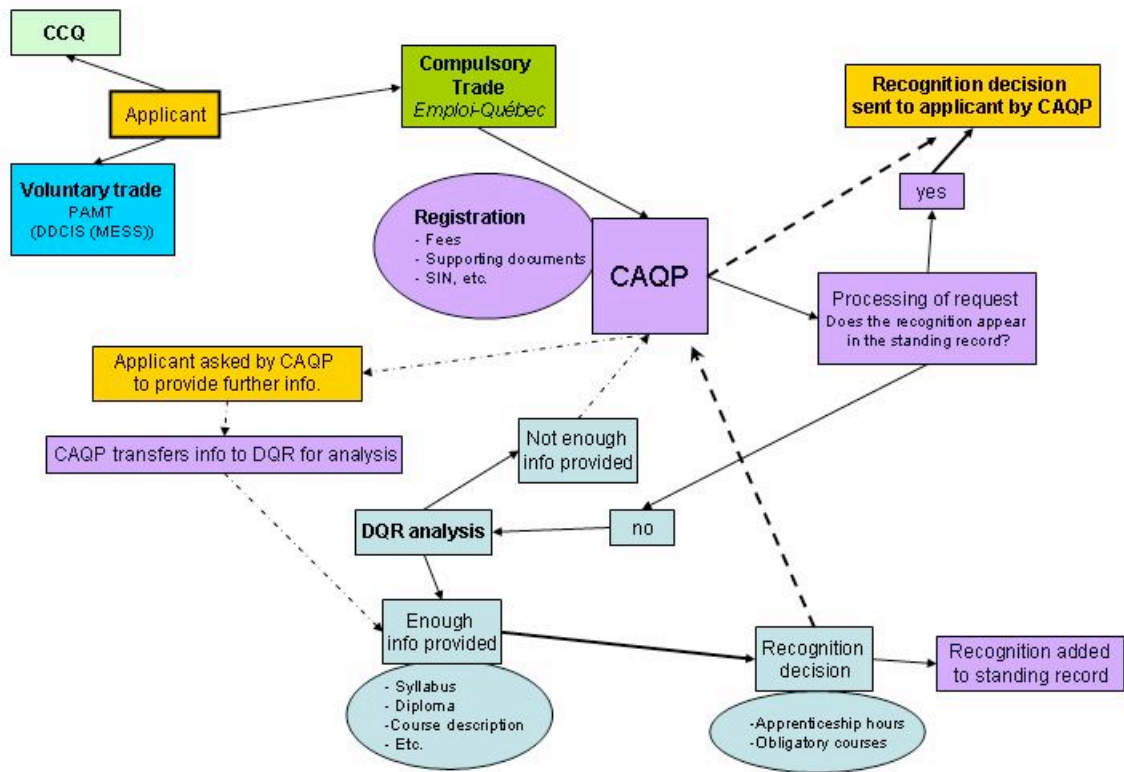 CCQ
Applicant
Voluntary trade
PAMT
(DDCIS (MESS))
Compulsory
Trade
Emploi-Québec
Recognition decision
sent to applicant by CAQP
yes
Registration
- Fees
- Supporting documents
- SIN, etc.
CAQP
Processing of request
Does the recognition appear
in the standing record?
Applicant asked by CAQP
to provide further info.
CAQP transfers info to DQR for analysis
Not enough
info provided
DQR analysis
no
Enough
info provided
- Syllabus
- Diploma
-Course description
- Etc.
Recognition
decision
-Apprenticeship hours
-Obligatory courses
Recognition added
to standing record